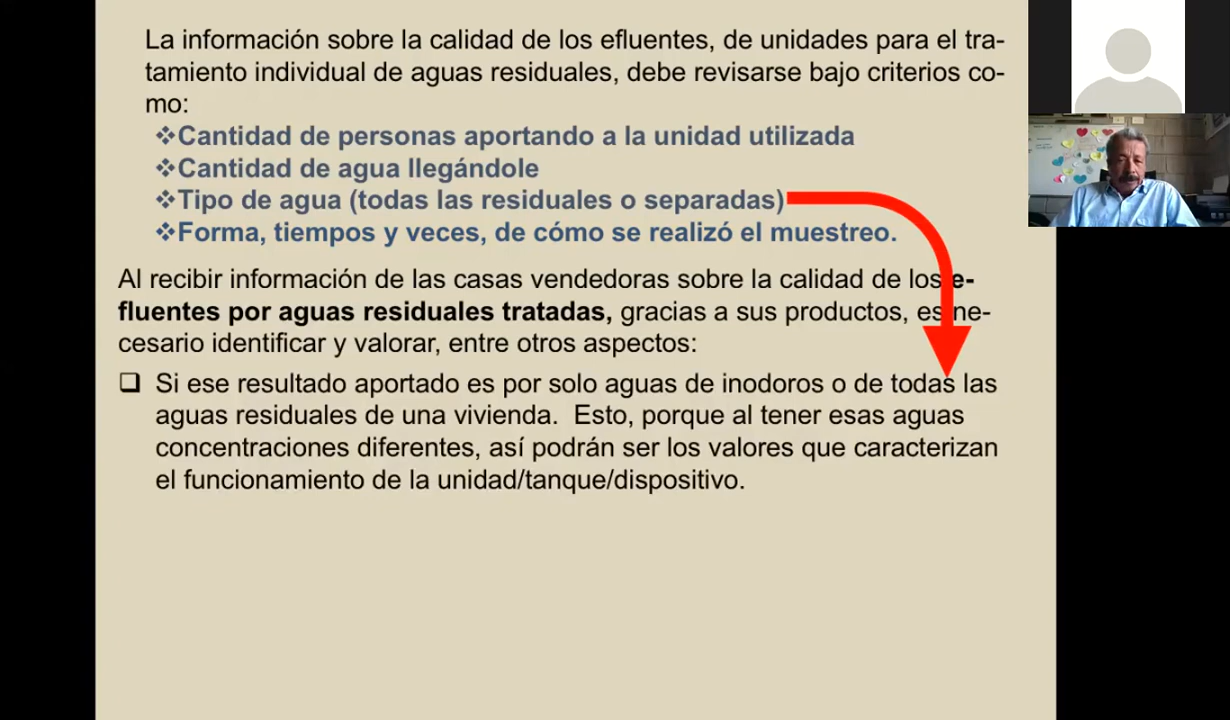 La información sobre la calidad de los efluentes, de unidades para el tra-
tamiento individual de aguas residuales, debe revisarse bajo criterios co-
mo:
❖Cantidad de personas aportando a la unidad utilizada
❖Cantidad de agua llegándole
❖Tipo de agua (todas las residuales o separadas)
❖Forma, tiempos y veces, de cómo se realizó el muestreo.
Al recibir información de las casas vendedoras sobre la calidad de los e-
fluentes por aguas residuales tratadas, gracias a sus productos, es ne-
cesario identificar y valorar, entre otros aspectos:
❑ Si ese resultado aportado es por solo aguas de inodoros o de todas las
aguas residuales de una vivienda. Esto, porque al tener esas aguas
concentraciones diferentes, así podrán ser los valores que caracterizan
el funcionamiento de la unidad/tanque/dispositivo.